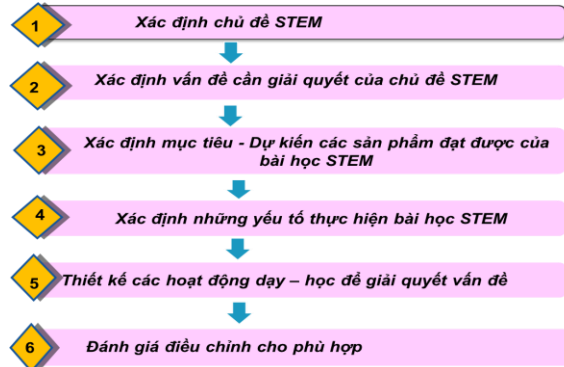 1 Xác định chủ đề STEM
2 Xác định vấn đề cần giải quyết của chủ đề STEM
3 Xác định mục tiêu - Dự kiến các sản phẩm đạt được của
bài học STEM
4 Xác định những yếu tố thực hiện bài học STEM
5 Thiết kế các hoạt động dạy – học để giải quyết vấn đề
6 Đánh giá điều chỉnh cho phù hợp